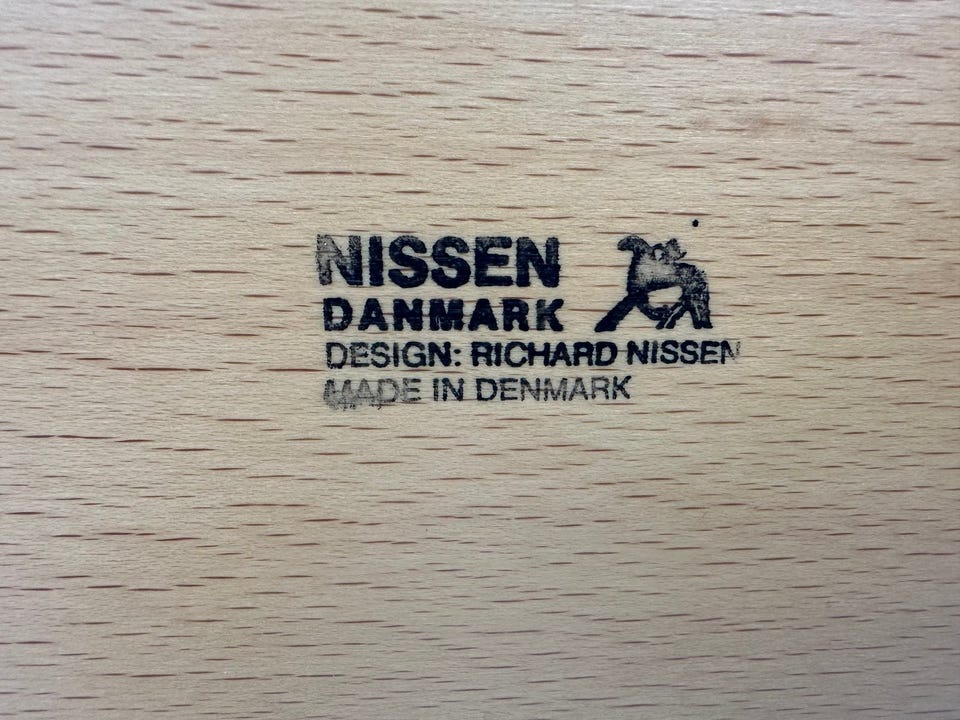 NISSEN
DANMARK
DESIGN: RICHARD NISSEN
MADE IN DENMARK